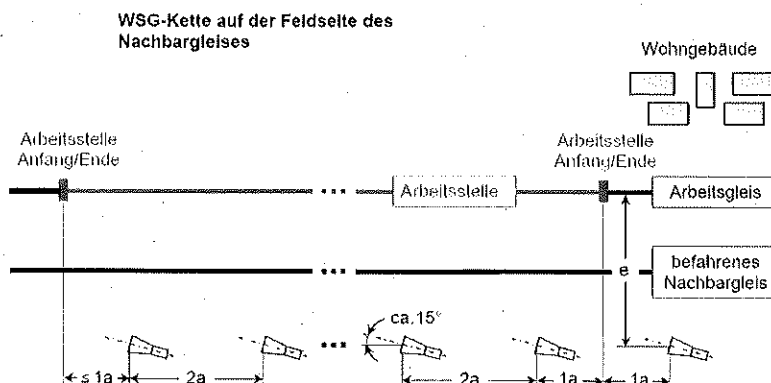 WSG-Kette auf der Feldseite des
Nachbargleises
Wohngebäude
Arbeitsstelle
Anfang/Ende
Arbeitsstelle
Anfang/Ende
Arbeitsstelle
Arbeitsgleis
befahrenes
Nachbargleis
e
ca.15°
s 1a
2a
2a
1a
1a